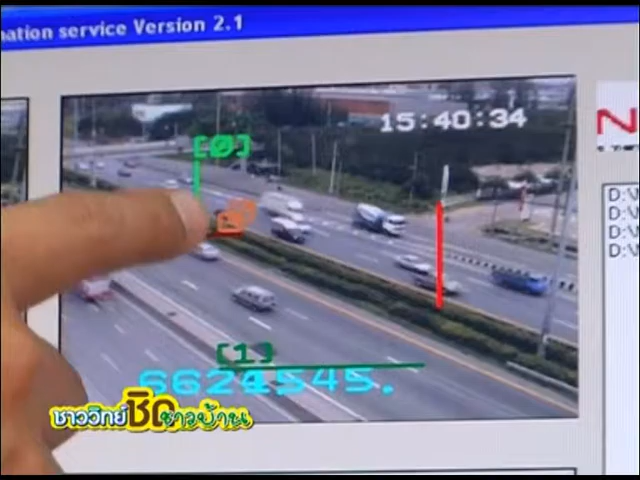 ation service Version 2.1
15:40:34
[0]
N
D:\
D:\
D:\
D:\
[1]
ชาววิทย์ชิดชาวบ้าน